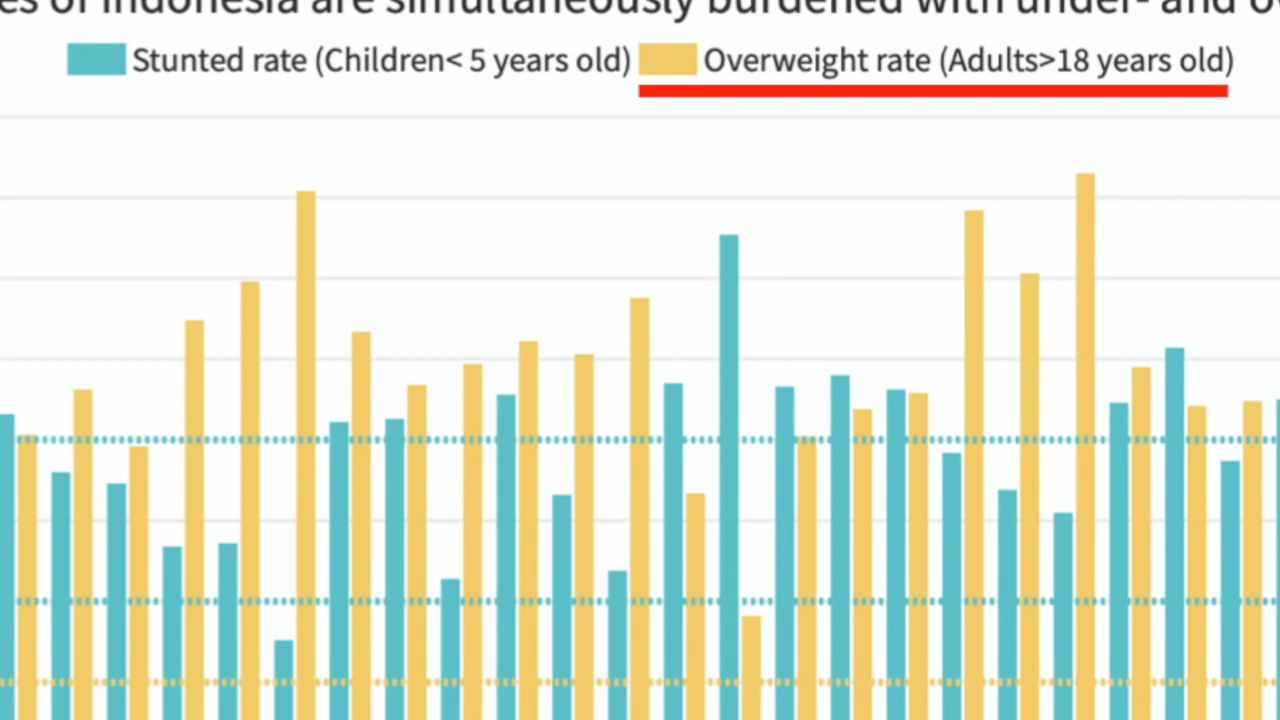 es of Indonesia are simultaneously burdened with under- and ov
Stunted rate (Children< 5 years old) Overweight rate (Adults>18 years old)